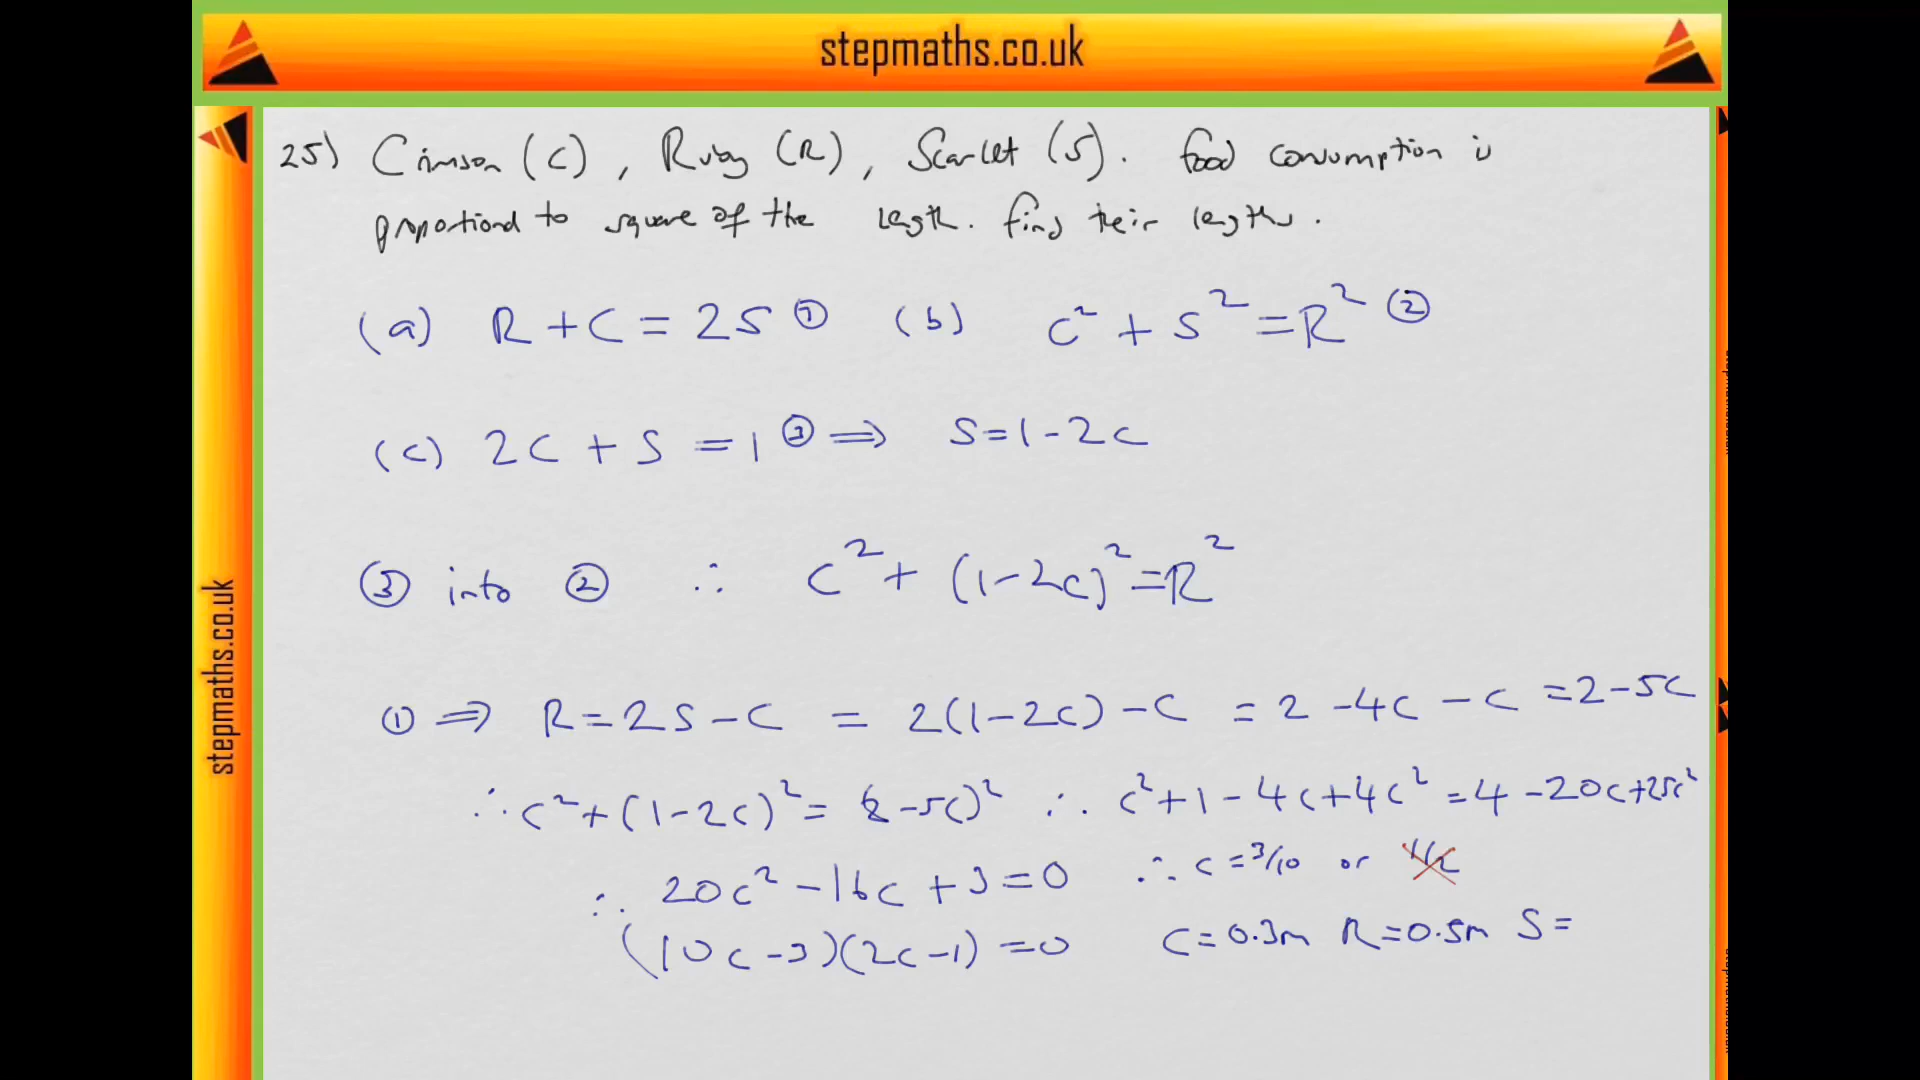 stepmaths.co.uk
stepmaths.co.uk
25) Crimson (C), Ruby (R), Scarlet (S). Food consumption is
proportional to square of the length. Find their lengths.
(a) R + C = 2S ① (b) C² + S² = R² ②
(c) 2C + S = 1 ③ ⟹ S = 1 - 2C
③ into ② ∴ C² + (1 - 2C)² = R²
① ⟹ R = 2S - C = 2(1 - 2C) - C = 2 - 4C - C = 2 - 5C
∴ C² + (1 - 2C)² = (2 - 5C)² ∴ C² + 1 - 4C + 4C² = 4 - 20C + 25C²
∴ 20C² - 16C + 3 = 0 ∴ C = 3/10 or 1/2
(10C - 3)(2C - 1) = 0 C = 0.3m R = 0.5m S =